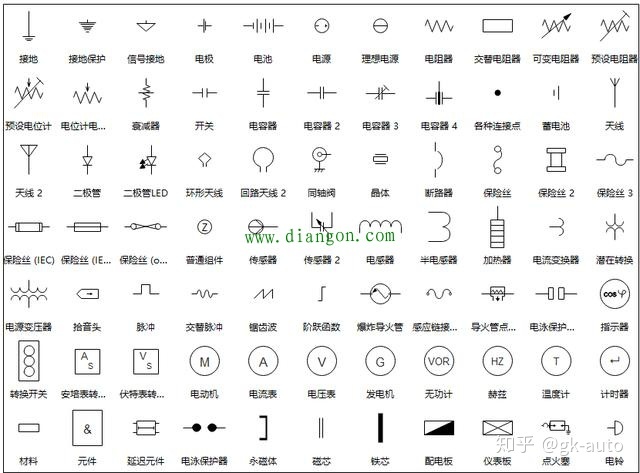 接地 接地保护 信号接地 电极 电池 电源 理想电源 电阻器 交替电阻器 可变电阻器 预设电阻器
预设电位计 电位计电... 衰减器 开关 电容器 电容器 2 电容器 3 电容器 4 各种连接点 蓄电池 天线
天线 2 二极管 二极管LED 环形天线 回路天线 2 同轴阀 晶体 断路器 保险丝 保险丝 2 保险丝 3
Z
www.diangon.com
保险丝 (IEC) 保险丝 (IE... 保险丝 (o... 普通组件 传感器 传感器 2 电感器 半电感器 加热器 电流变换器 潜在转换
cosφ
电源变压器 拾音头 脉冲 交替脉冲 锯齿波 阶跃函数 爆炸导火管 感应链接... 导火管点... 电泳保护... 指示器
A S V S M A V G VOR HZ T
转换开关 安培表转... 伏特表转... 电动机 电流表 电压表 发电机 无功计 赫兹 温度计 计时器
&
材料 元件 延迟元件 电泳保护器 永磁体 磁芯 铁芯 配电板 仪表板 点火塞 电铃
知乎 @gk-auto